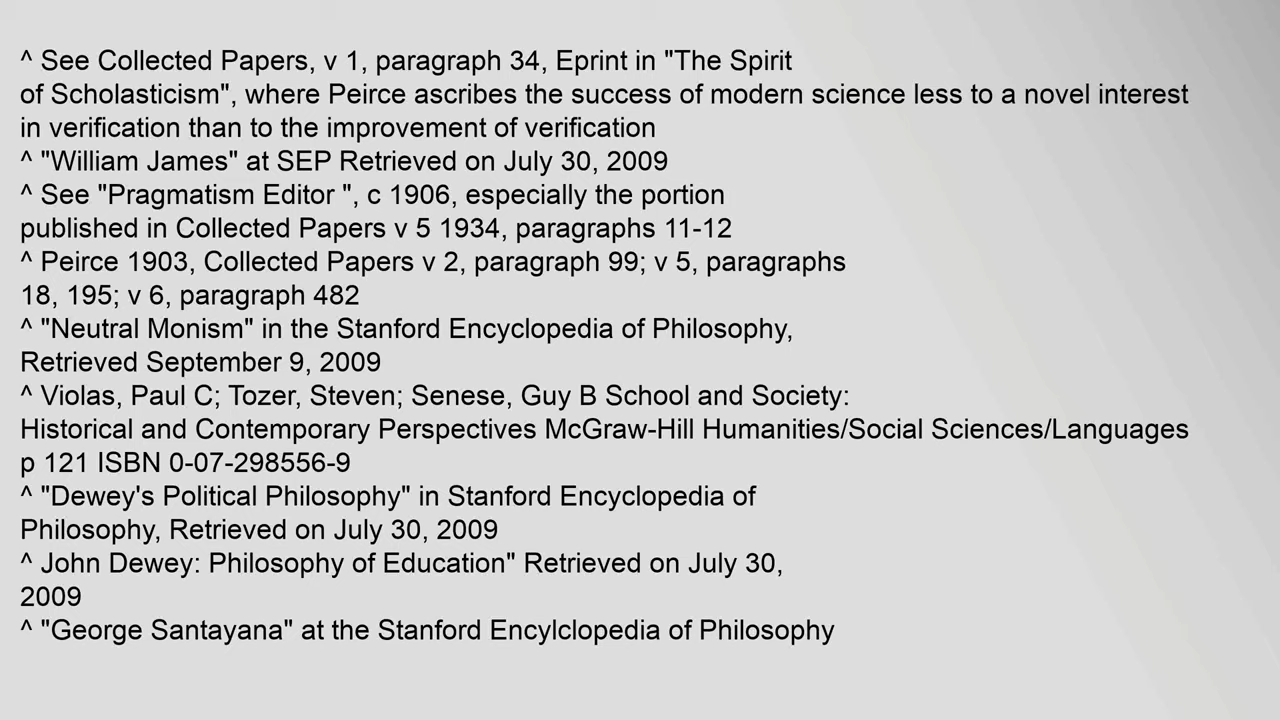 ^ See Collected Papers, v 1, paragraph 34, Eprint in "The Spirit
of Scholasticism", where Peirce ascribes the success of modern science less to a novel interest
in verification than to the improvement of verification
^ "William James" at SEP Retrieved on July 30, 2009
^ See "Pragmatism Editor ", c 1906, especially the portion
published in Collected Papers v 5 1934, paragraphs 11-12
^ Peirce 1903, Collected Papers v 2, paragraph 99; v 5, paragraphs
18, 195; v 6, paragraph 482
^ "Neutral Monism" in the Stanford Encyclopedia of Philosophy,
Retrieved September 9, 2009
^ Violas, Paul C; Tozer, Steven; Senese, Guy B School and Society:
Historical and Contemporary Perspectives McGraw-Hill Humanities/Social Sciences/Languages
p 121 ISBN 0-07-298556-9
^ "Dewey's Political Philosophy" in Stanford Encyclopedia of
Philosophy, Retrieved on July 30, 2009
^ John Dewey: Philosophy of Education" Retrieved on July 30,
2009
^ "George Santayana" at the Stanford Encylclopedia of Philosophy